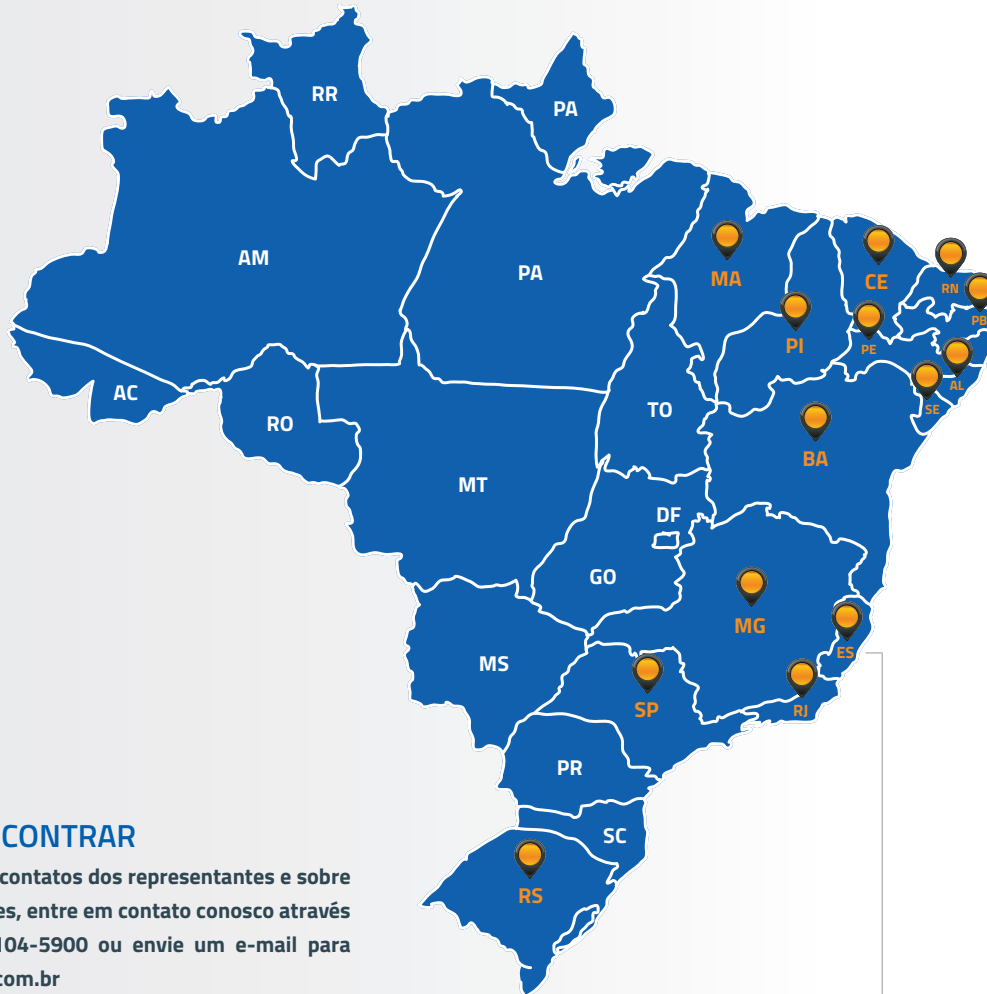 RR
PA
AM
PA
MA
CE
RN
PB
PI
PE
AL
SE
AC
RO
TO
BA
MT
DF
GO
MG
ES
MS
SP
RJ
PR
SC
RS
CONTRAR
contatos dos representantes e sobre
es, entre em contato conosco através
104-5900 ou envie um e-mail para
com.br